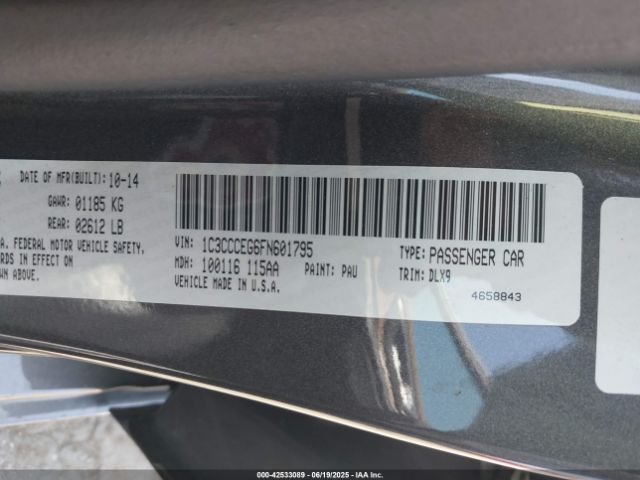 DATE OF MFR(BUILT): 10-14
GAWR: 01185 KG
REAR: 02612 LB
A. FEDERAL MOTOR VEHICLE SAFETY,
RDS IN EFFECT ON
WN ABOVE.
VIN: 1C3CCCEG6FN601795
TYPE: PASSENGER CAR
MDH: 100116 115AA
PAINT: PAU
TRIM: DLX9
VEHICLE MADE IN U.S.A.
4658843
000-42533089 | 06/19/2025 | IAA Inc.